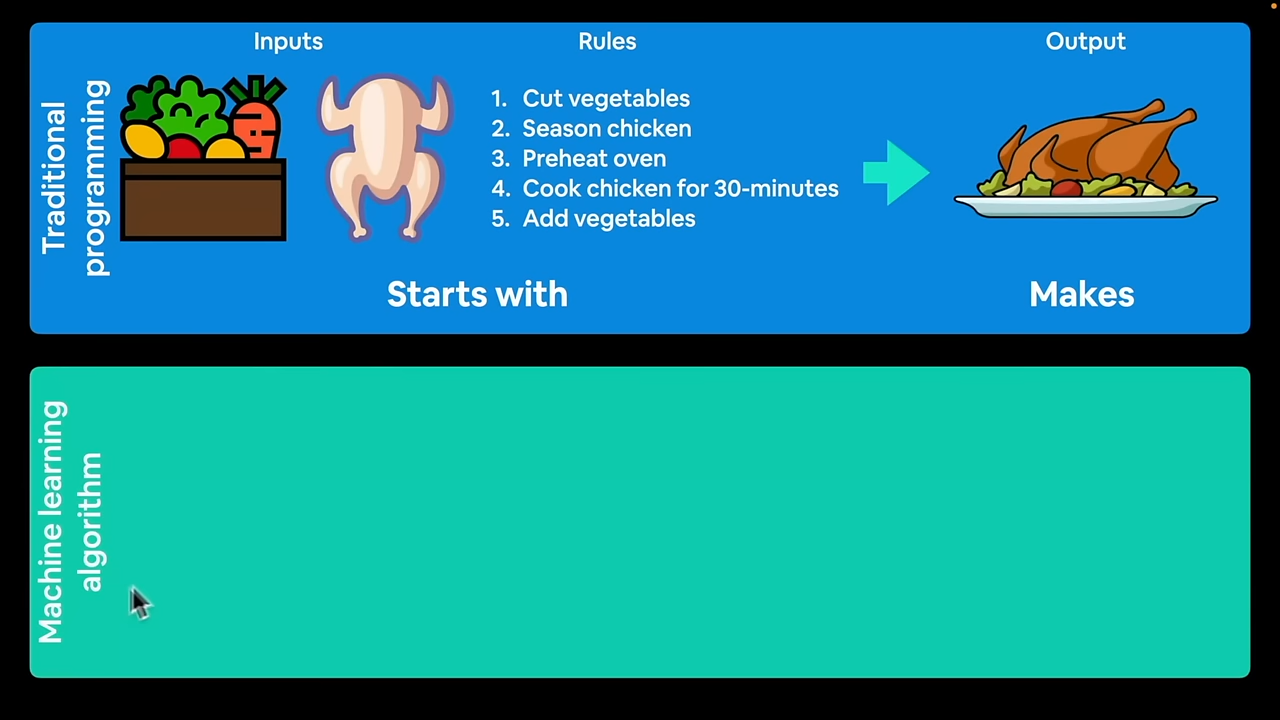 Inputs
Rules
Output
Traditional
programming
1. Cut vegetables
2. Season chicken
3. Preheat oven
4. Cook chicken for 30-minutes
5. Add vegetables
Starts with
Makes
Machine learning
algorithm